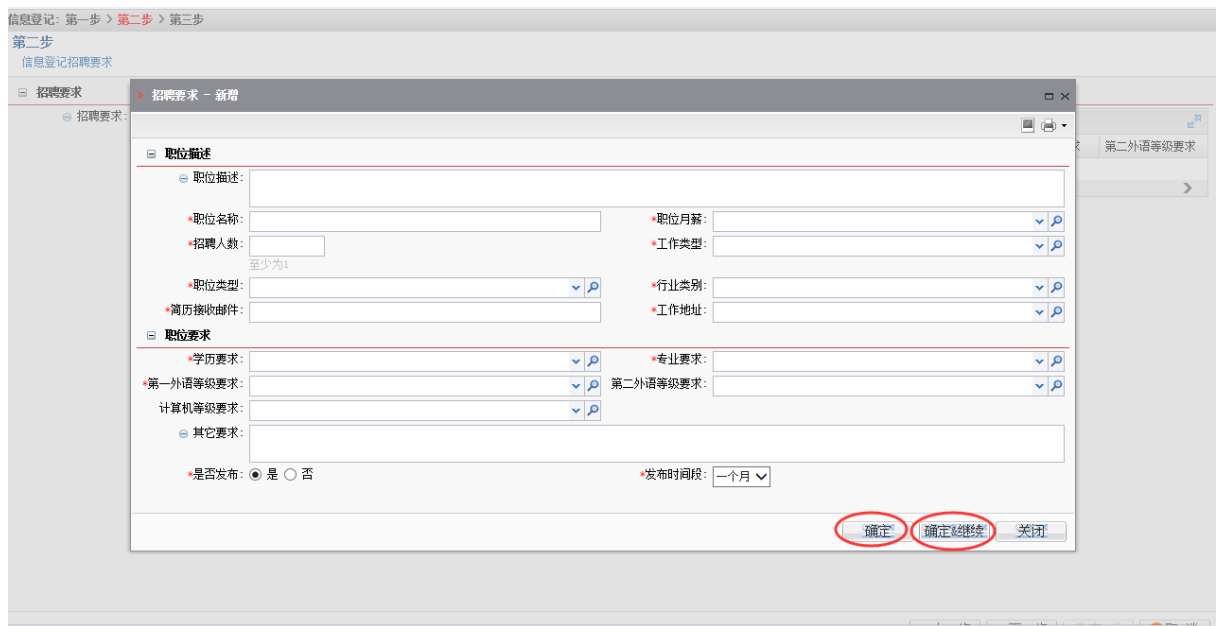 信息登记：第一步 > 第二步 > 第三步
第二步
信息登记招聘要求
招聘要求
招聘要求:
招聘要求 - 新增
第二外语等级要求
职位描述
职位描述:
*职位名称: *职位月薪:
*招聘人数: *工作类型:
至少为1
*职位类型: *行业类别:
*简历接收邮件: *工作地址:
职位要求
*学历要求: *专业要求:
*第一外语等级要求: 第二外语等级要求:
计算机等级要求:
其它要求:
*是否发布: 是 否 *发布时间段: 一个月
确定 确定&继续 关闭